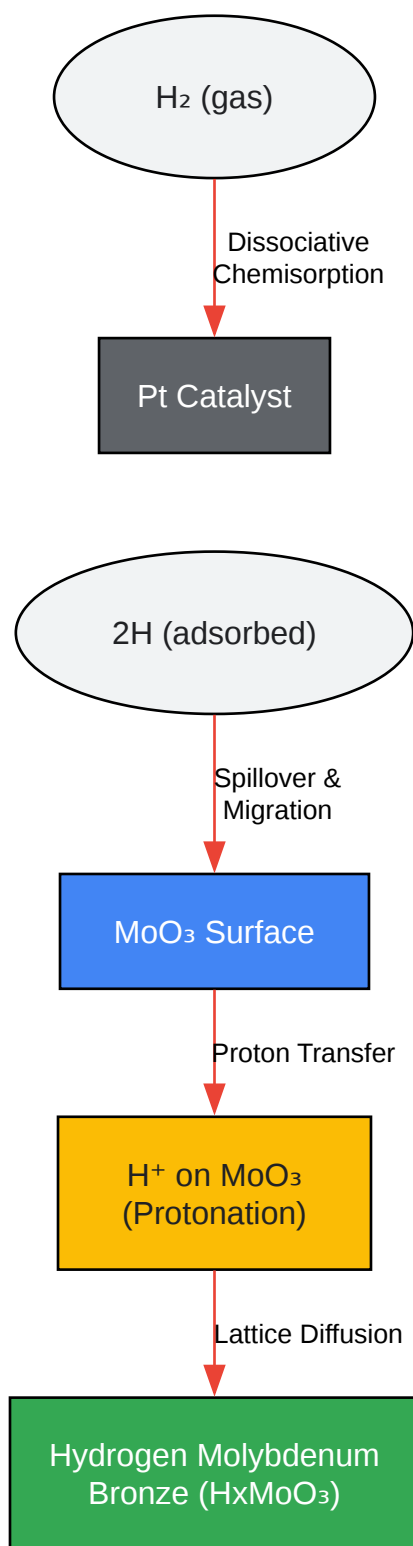 H₂ (gas)
Dissociative
Chemisorption
Pt Catalyst
2H (adsorbed)
Spillover &
Migration
MoO₃ Surface
Proton Transfer
H⁺ on MoO₃
(Protonation)
Lattice Diffusion
Hydrogen Molybdenum
Bronze (HxMoO₃)